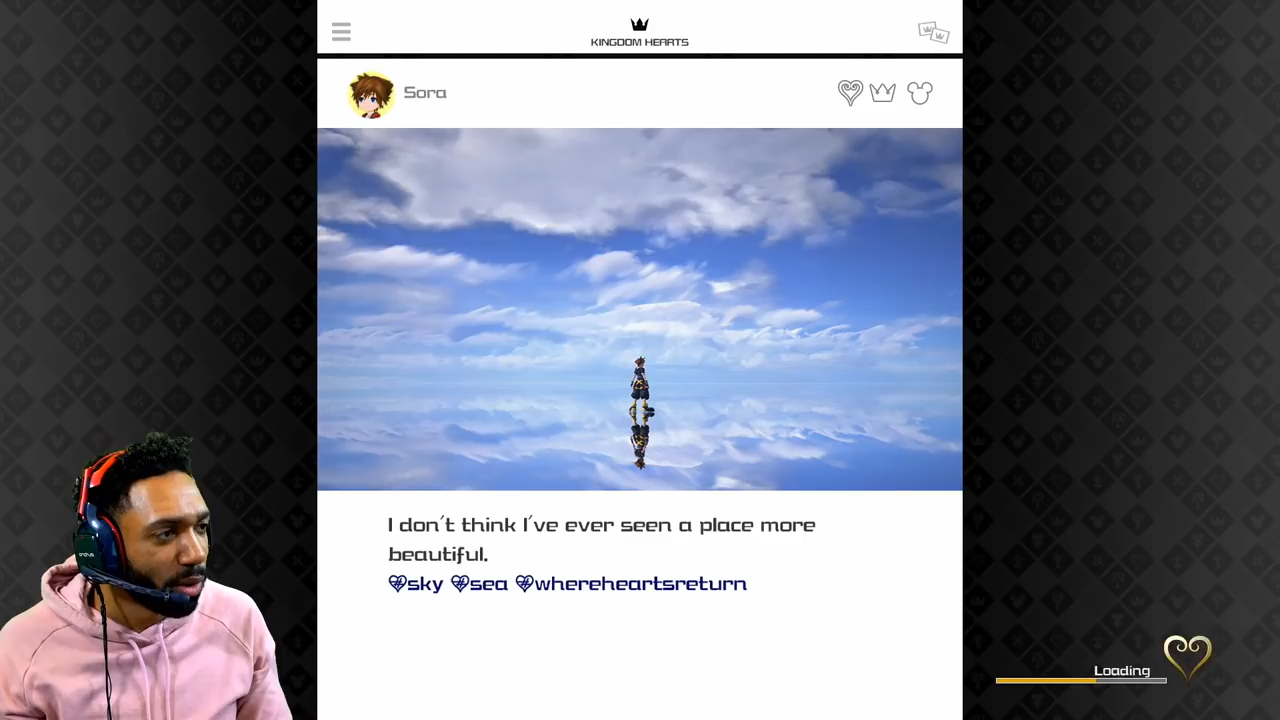 KINGDOM HEARTS
Sora
I don't think I've ever seen a place more
beautiful.
sky sea whereheartsreturn
Loading